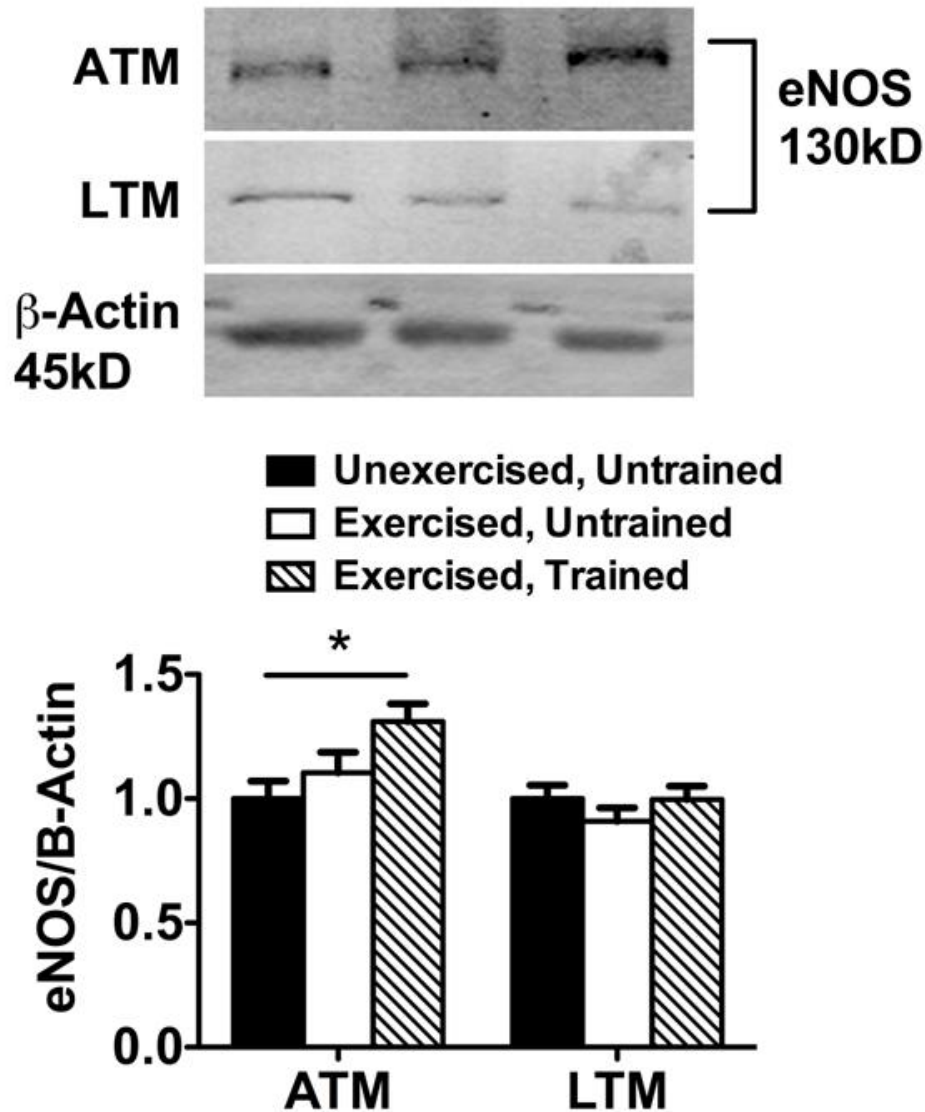 ATM
eNOS
130kD
LTM
β-Actin
45kD
Unexercised, Untrained
Exercised, Untrained
Exercised, Trained
*
1.5
1.0
0.5
0.0
eNOS/B-Actin
ATM
LTM